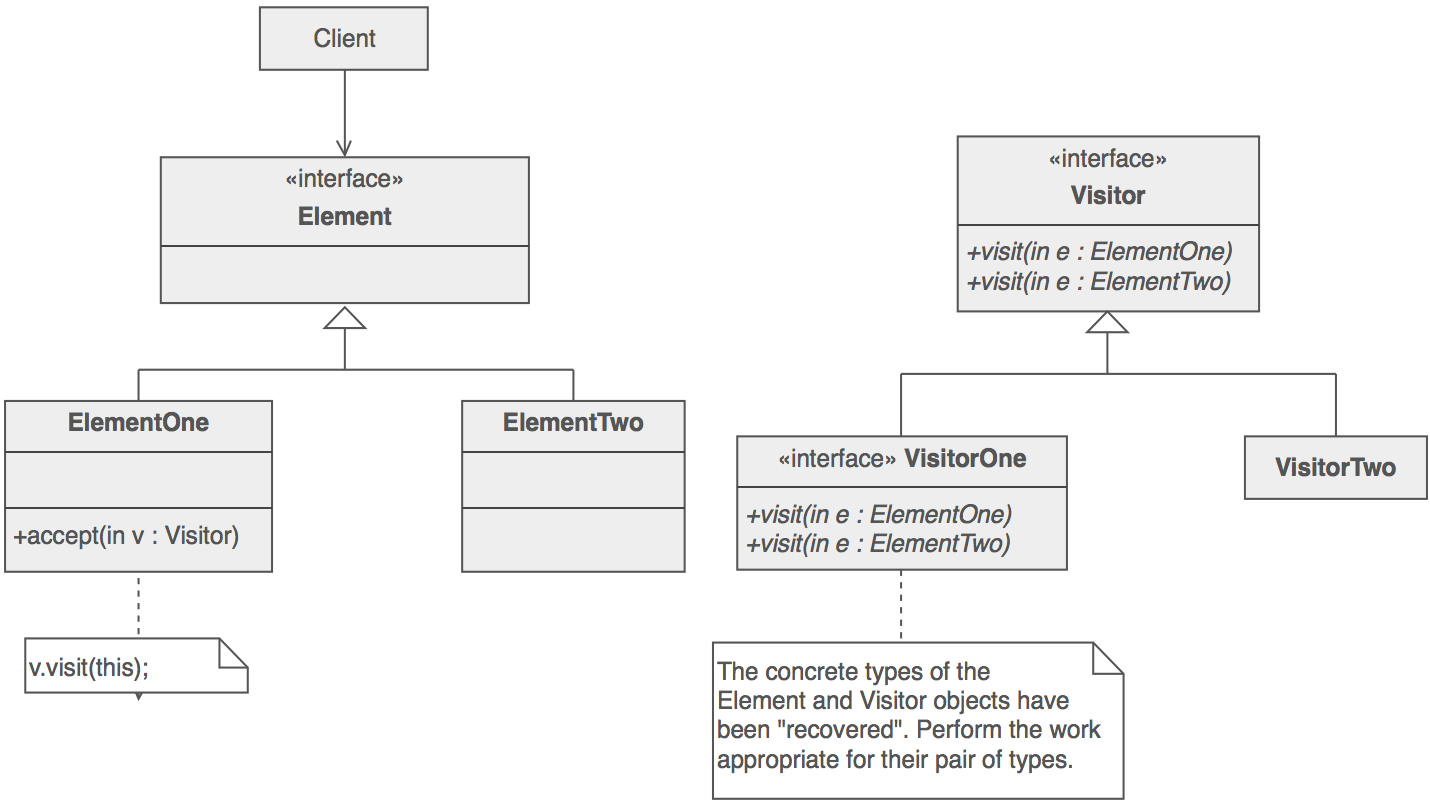 Client
«interface»
Element
«interface»
Visitor
+visit(in e : ElementOne)
+visit(in e : ElementTwo)
ElementOne
+accept(in v : Visitor)
ElementTwo
«interface» VisitorOne
+visit(in e : ElementOne)
+visit(in e : ElementTwo)
VisitorTwo
v.visit(this);
The concrete types of the
Element and Visitor objects have
been "recovered". Perform the work
appropriate for their pair of types.